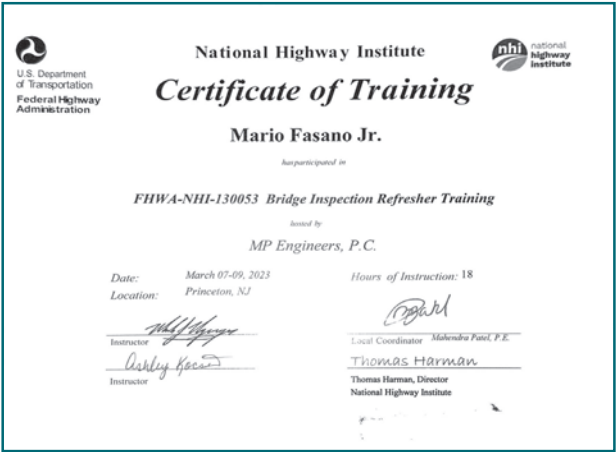 U.S. Department
of Transportation
Federal Highway
Administration
National Highway Institute
nhi
national
highway
institute
Certificate of Training
Mario Fasano Jr.
has participated in
FHWA-NHI-130053 Bridge Inspection Refresher Training
hosted by
MP Engineers, P.C.
Date: March 07-09, 2023
Hours of Instruction: 18
Location: Princeton, NJ
Instructor
Local Coordinator Mahendra Patel, P.E.
Ashley
Thomas Harman
Instructor
Thomas Harman, Director
National Highway Institute